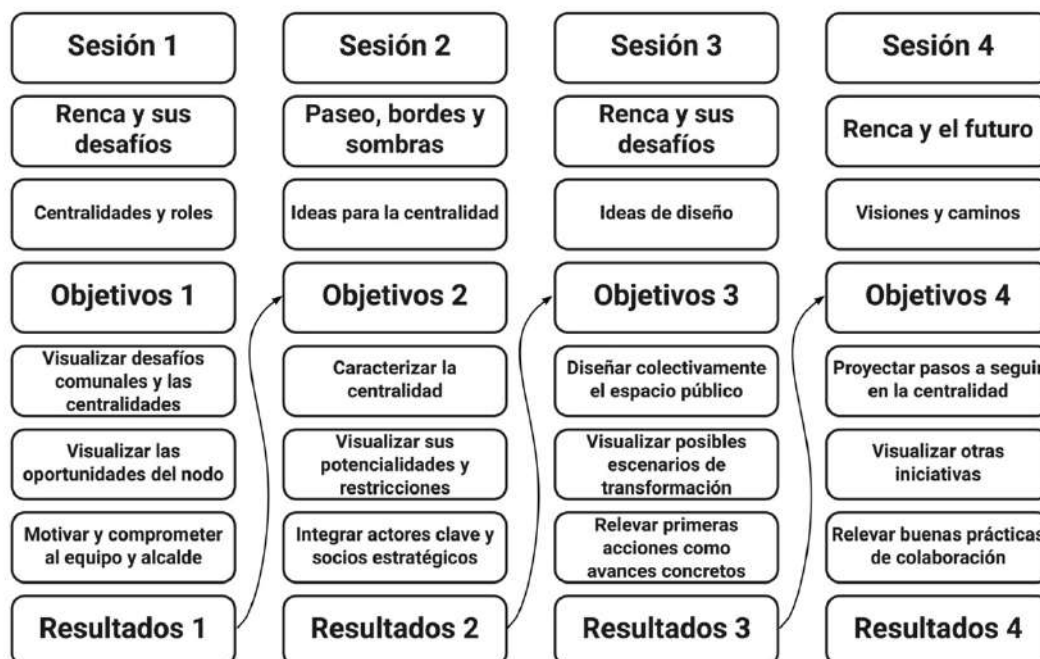 Sesión 1
Renca y sus
desafíos
Centralidades y roles
Objetivos 1
Visualizar desafíos
comunales y las
centralidades
Visualizar las
oportunidades del nodo
Motivar y comprometer
al equipo y alcalde
Resultados 1
Sesión 2
Paseo, bordes y
sombras
Ideas para la centralidad
Objetivos 2
Caracterizar la
centralidad
Visualizar sus
potencialidades y
restricciones
Integrar actores clave y
socios estratégicos
Resultados 2
Sesión 3
Renca y sus
desafíos
Ideas de diseño
Objetivos 3
Diseñar colectivamente
el espacio público
Visualizar posibles
escenarios de
transformación
Relevar primeras
acciones como
avances concretos
Resultados 3
Sesión 4
Renca y el futuro
Visiones y caminos
Objetivos 4
Proyectar pasos a seguir
en la centralidad
Visualizar otras
iniciativas
Relevar buenas prácticas
de colaboración
Resultados 4